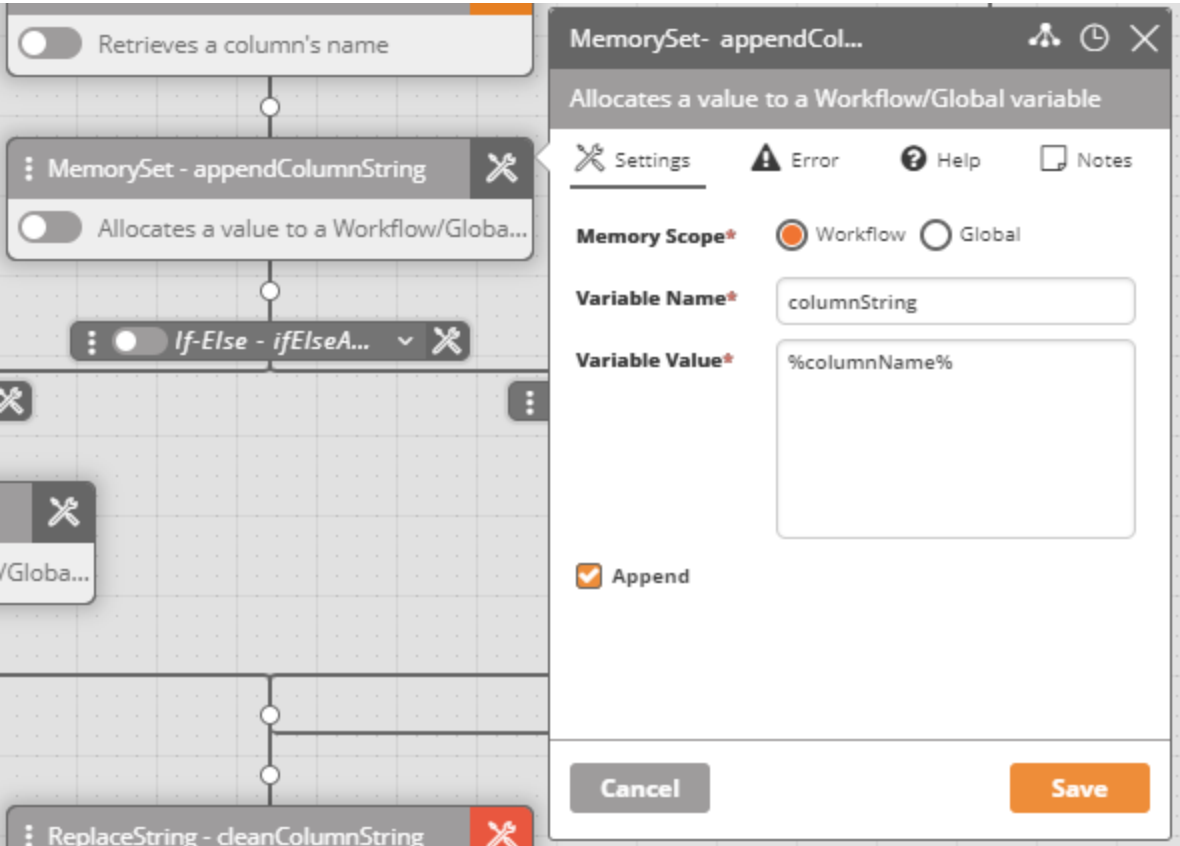 Retrieves a column's name
MemorySet - appendColumnString
Allocates a value to a Workflow/Globa...
If-Else - ifElseA...
/Globa...
ReplaceString - cleanColumnString
MemorySet- appendCol...
Allocates a value to a Workflow/Global variable
Settings Error Help Notes
Memory Scope* Workflow Global
Variable Name* columnString
Variable Value* %columnName%
Append
Cancel Save